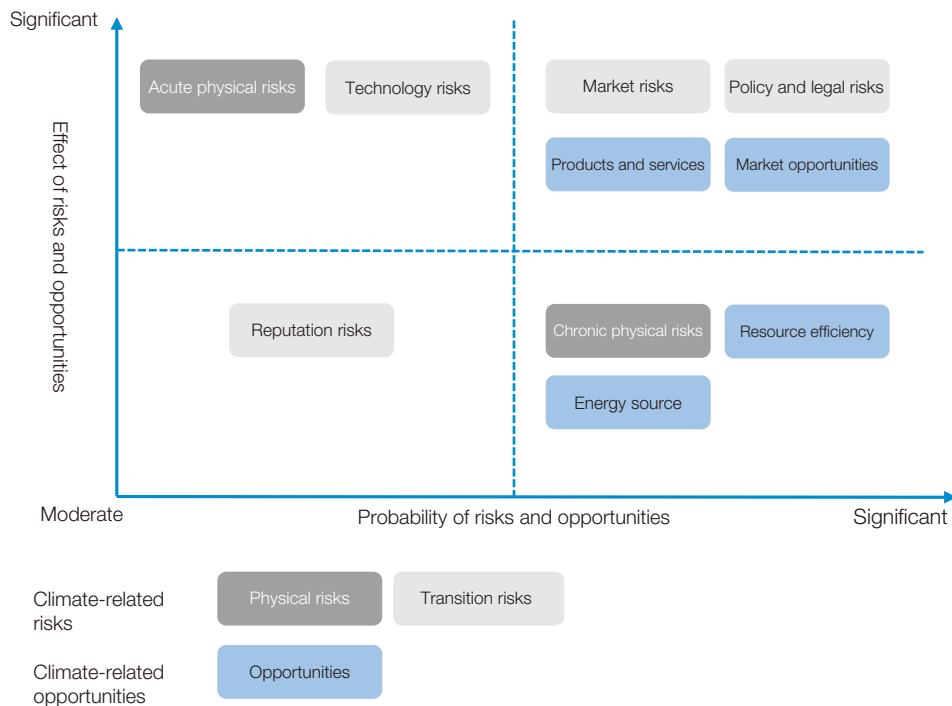 Significant
Effect of risks and opportunities
Acute physical risks
Technology risks
Market risks
Policy and legal risks
Products and services
Market opportunities
Reputation risks
Chronic physical risks
Resource efficiency
Energy source
Moderate
Probability of risks and opportunities
Significant
Climate-related
risks
Physical risks
Transition risks
Climate-related
opportunities
Opportunities